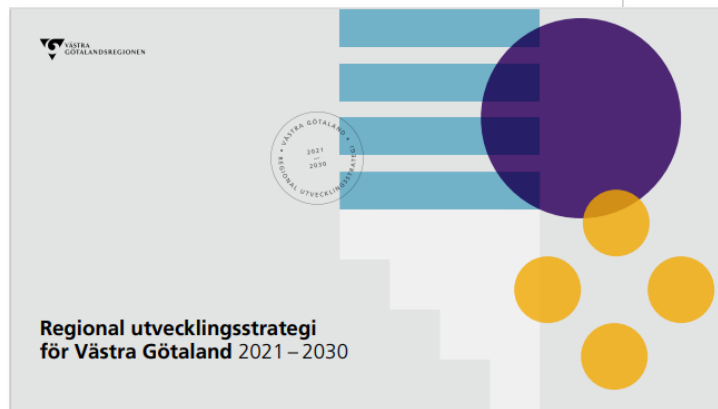 VÄSTRA
GÖTALANDSREGIONEN
• VÄSTRA GÖTALAND •
REGIONAL UTVECKLINGSSTRATEGI
2021
—
2030
Regional utvecklingsstrategi
för Västra Götaland 2021 – 2030